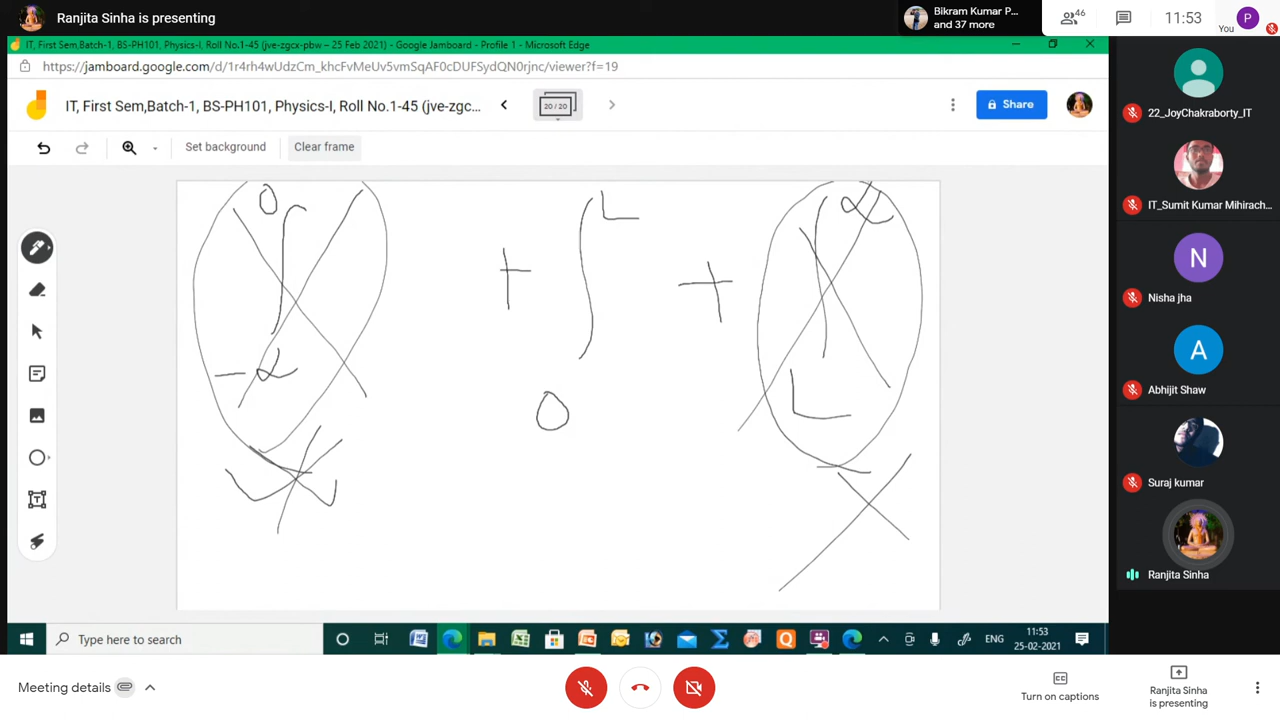 Ranjita Sinha is presenting
Bikram Kumar P...
and 37 more
46
11:53
P
You
IT, First Sem,Batch-1, BS-PH101, Physics-I, Roll No.1-45 (jve-zgcx-pbw – 25 Feb 2021) - Google Jamboard - Profile 1 - Microsoft Edge
https://jamboard.google.com/d/1r4rh4wUdzCm_khcFvMeUv5vmSqAF0cDUFSydQN0rjnc/viewer?f=19
IT, First Sem,Batch-1, BS-PH101, Physics-I, Roll No.1-45 (jve-zgc...
20 / 20
Share
Set background
Clear frame
0 L α
∫ + ∫ + ∫
-α 0 L
22_JoyChakraborty_IT
IT_Sumit Kumar Mihirach...
N
Nisha jha
A
Abhijit Shaw
Suraj kumar
Ranjita Sinha
Type here to search
ENG
11:53
25-02-2021
Meeting details
Turn on captions
Ranjita Sinha
is presenting